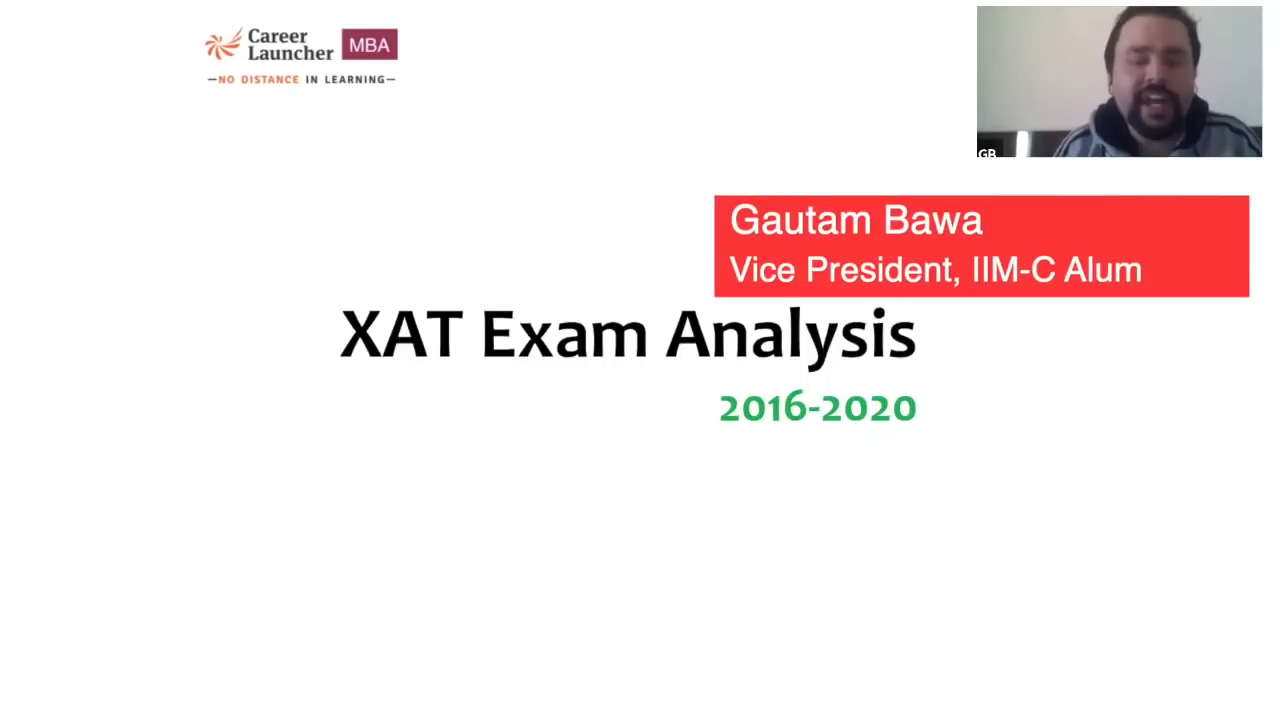 Career
Launcher
MBA
—NO DISTANCE IN LEARNING—
GB
Gautam Bawa
Vice President, IIM-C Alum
XAT Exam Analysis
2016-2020